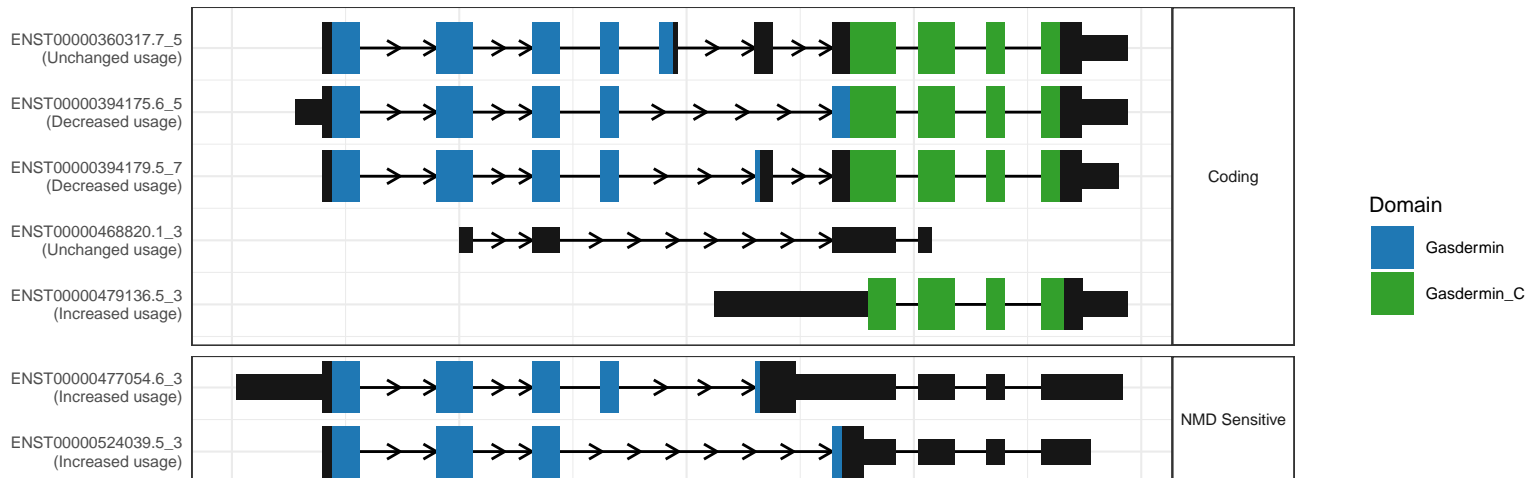 ENST00000360317.7_5
(Unchanged usage)
ENST00000394175.6_5
(Decreased usage)
ENST00000394179.5_7
(Decreased usage)
ENST00000468820.1_3
(Unchanged usage)
ENST00000479136.5_3
(Increased usage)
Coding
ENST00000477054.6_3
(Increased usage)
ENST00000524039.5_3
(Increased usage)
NMD Sensitive
Domain
Gasdermin
Gasdermin_C